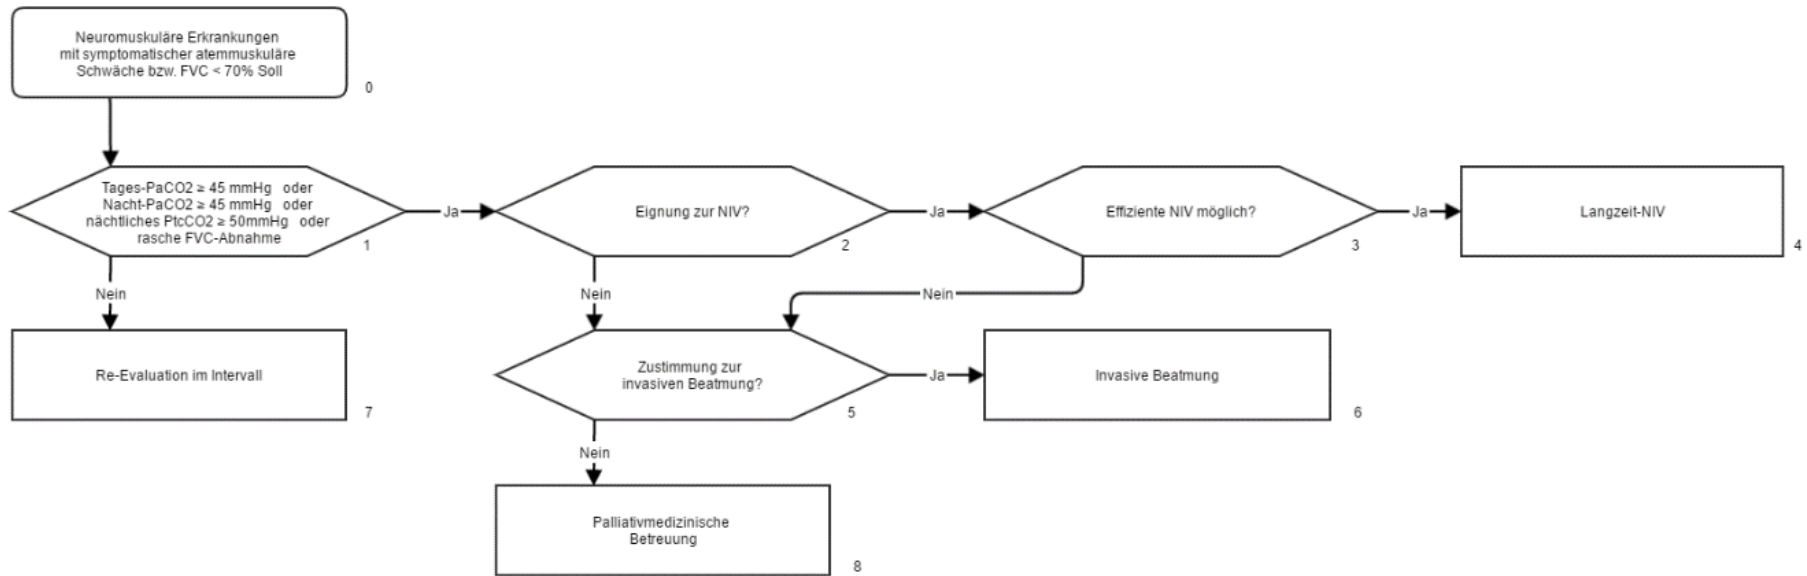 Neuromuskuläre Erkrankungen
mit symptomatischer atemmuskuläre
Schwäche bzw. FVC < 70% Soll
0
Tages-PaCO2 ≥ 45 mmHg oder
Nacht-PaCO2 ≥ 45 mmHg oder
nächtliches PtcCO2 ≥ 50mmHg oder
rasche FVC-Abnahme
1
Ja
Eignung zur NIV?
2
Ja
Effiziente NIV möglich?
3
Ja
Langzeit-NIV
4
Nein
Nein
Nein
Re-Evaluation im Intervall
7
Zustimmung zur
invasiven Beatmung?
5
Ja
Invasive Beatmung
6
Nein
Palliativmedizinische
Betreuung
8